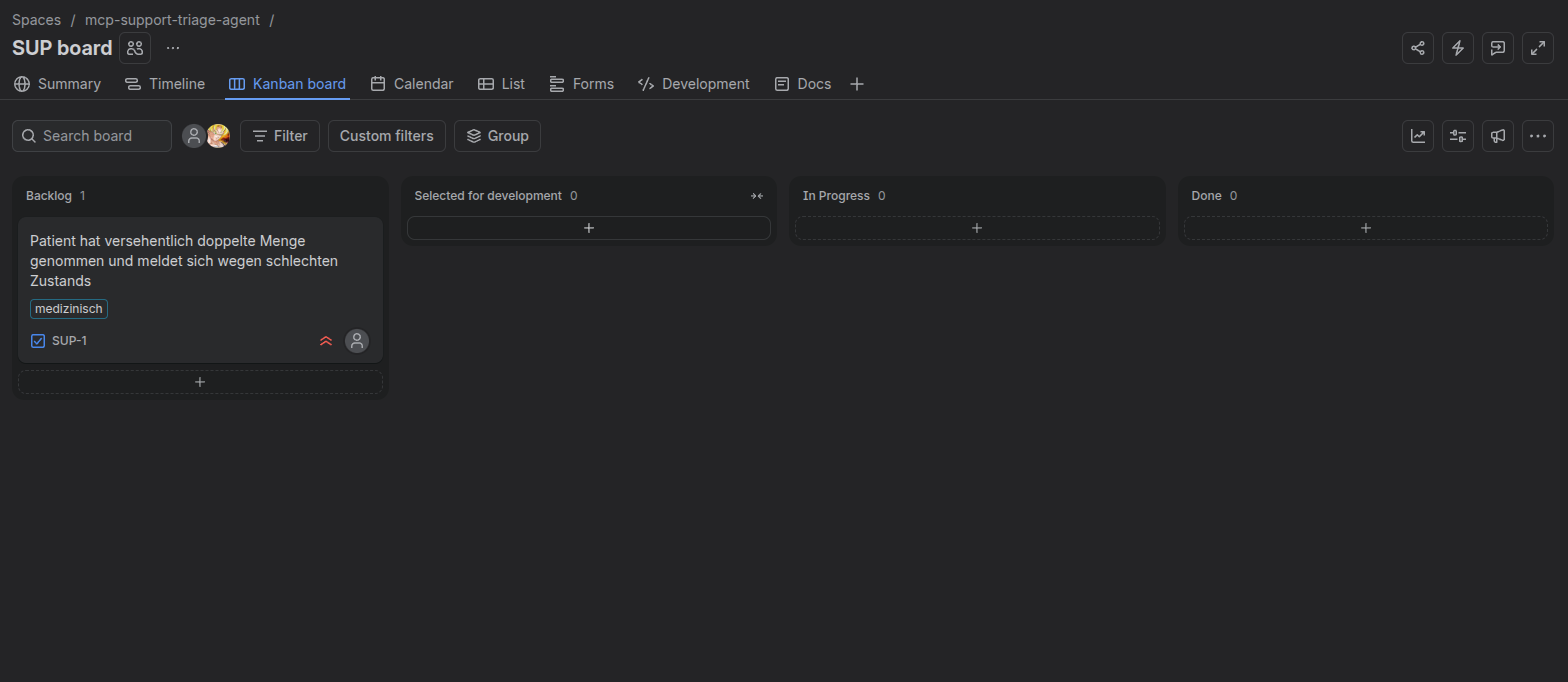 Spaces / mcp-support-triage-agent /
SUP board
Summary Timeline Kanban board Calendar List Forms Development Docs
Search board Filter Custom filters Group
Backlog 1
Patient hat versehentlich doppelte Menge
genommen und meldet sich wegen schlechten
Zustands
medizinisch
SUP-1
Selected for development 0
In Progress 0
Done 0